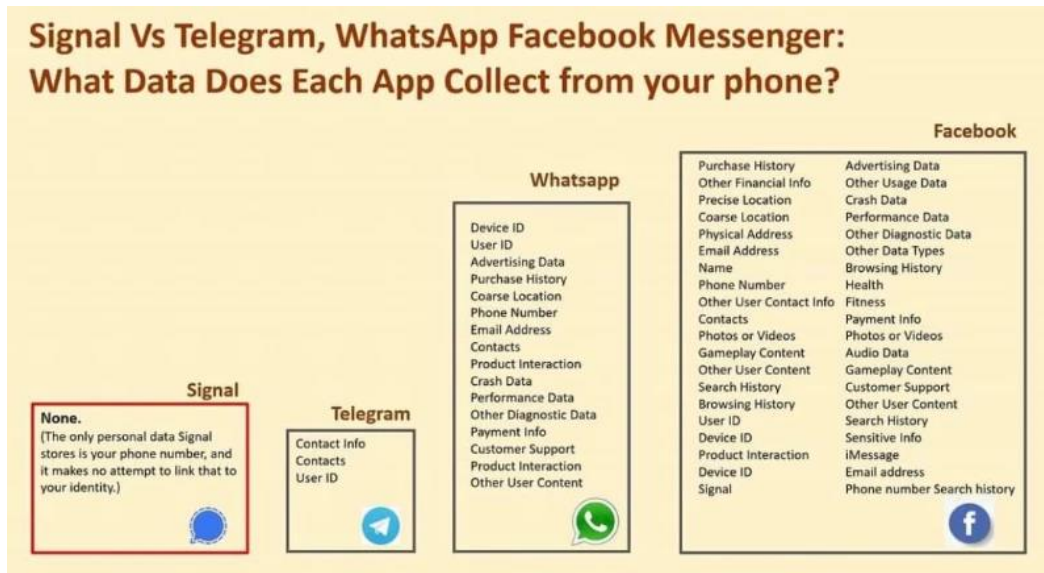 Signal Vs Telegram, WhatsApp Facebook Messenger:
What Data Does Each App Collect from your phone?
Signal
None.
(The only personal data Signal
stores is your phone number, and
it makes no attempt to link that to
your identity.)
Telegram
Contact Info
Contacts
User ID
Whatsapp
Device ID
User ID
Advertising Data
Purchase History
Coarse Location
Phone Number
Email Address
Contacts
Product Interaction
Crash Data
Performance Data
Other Diagnostic Data
Payment Info
Customer Support
Product Interaction
Other User Content
Facebook
Purchase History
Other Financial Info
Precise Location
Coarse Location
Physical Address
Email Address
Name
Phone Number
Other User Contact Info
Contacts
Photos or Videos
Gameplay Content
Other User Content
Search History
Browsing History
User ID
Device ID
Product Interaction
Device ID
Signal
Advertising Data
Other Usage Data
Crash Data
Performance Data
Other Diagnostic Data
Other Data Types
Browsing History
Health
Fitness
Payment Info
Photos or Videos
Audio Data
Gameplay Content
Customer Support
Other User Content
Search History
Sensitive Info
iMessage
Email address
Phone number Search history